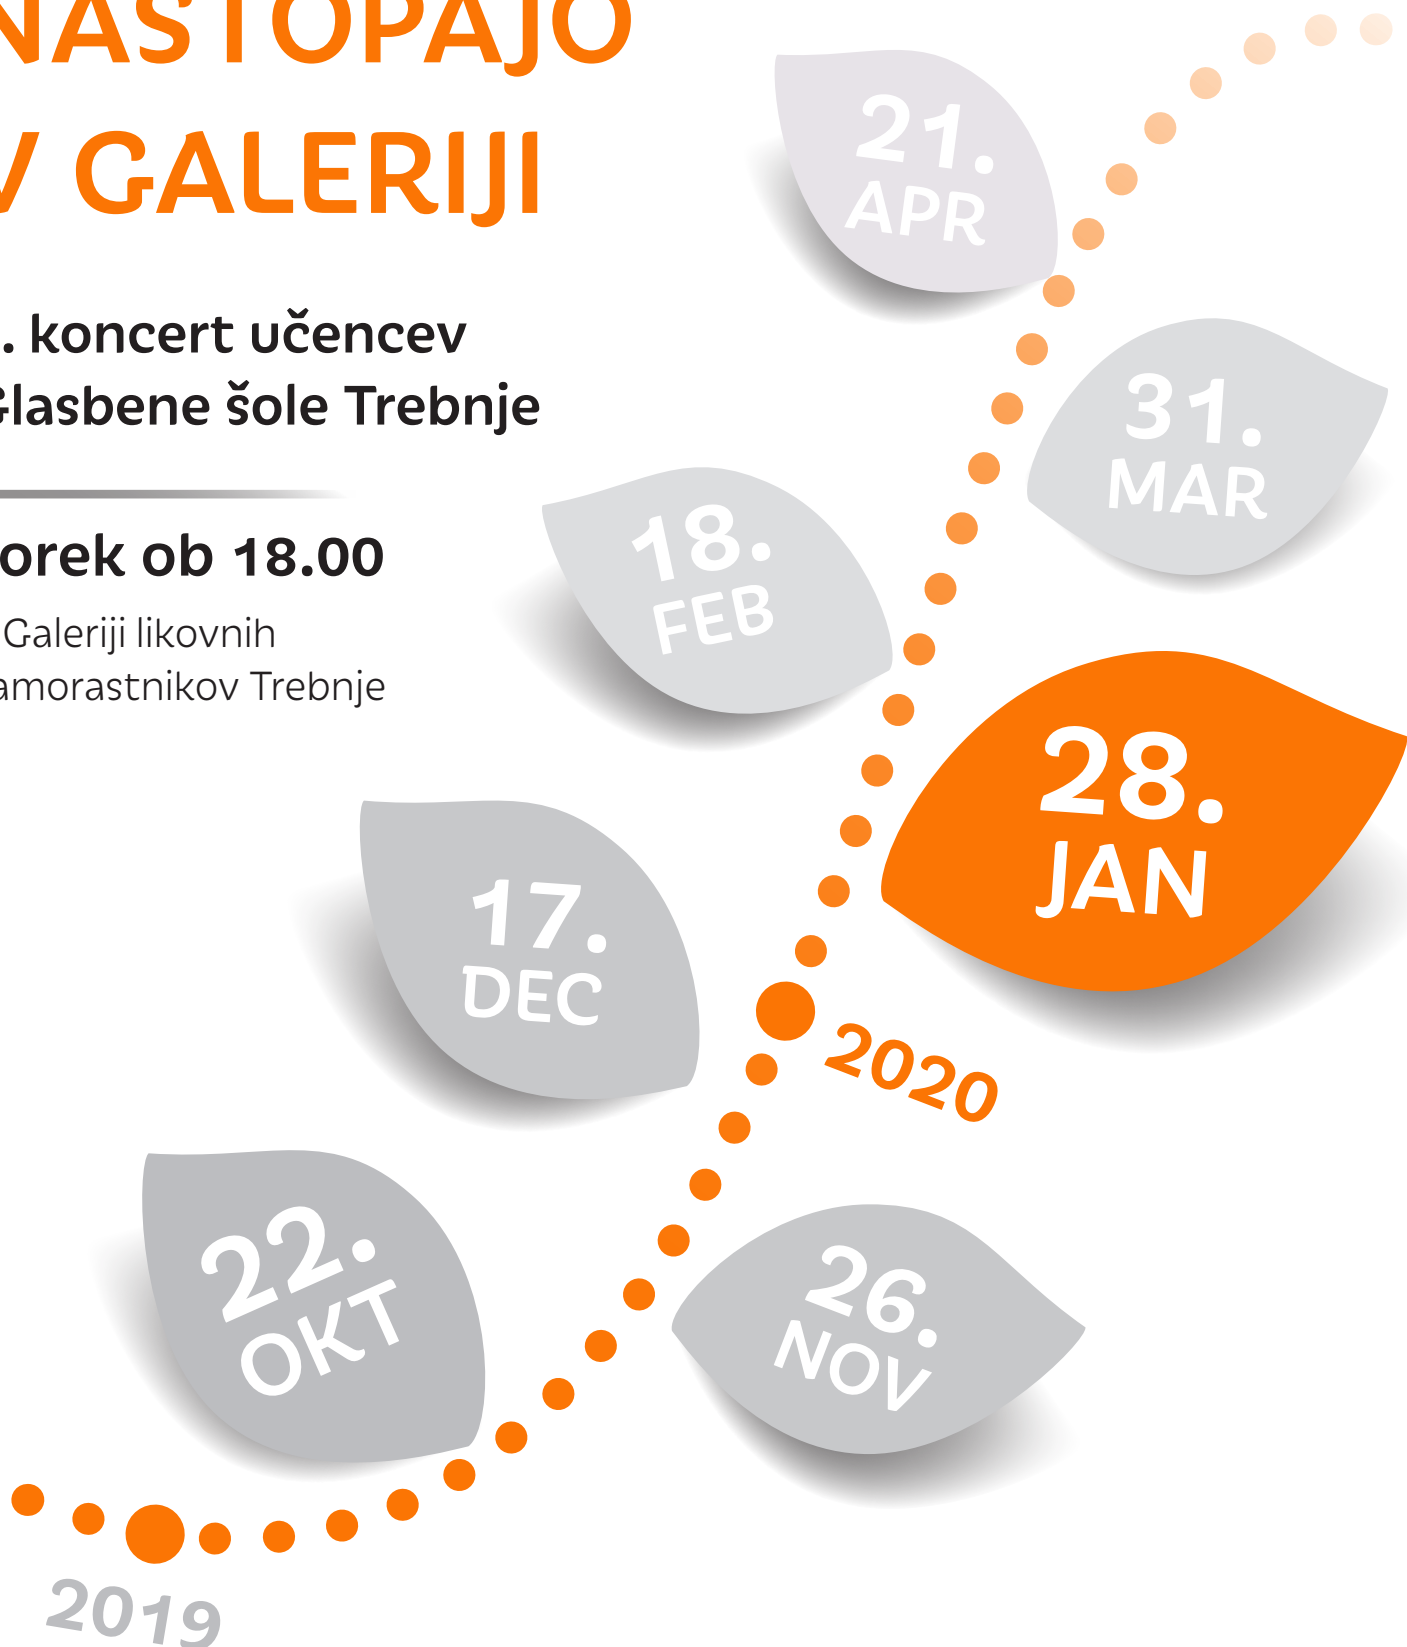 NASTOPAJO
V GALERIJI
. koncert učencev
Glasbene šole Trebnje
orek ob 18.00
Galeriji likovnih
amorastnikov Trebnje
21.
APR
31.
MAR
18.
FEB
28.
JAN
17.
DEC
2020
22.
OKT
26.
NOV
2019